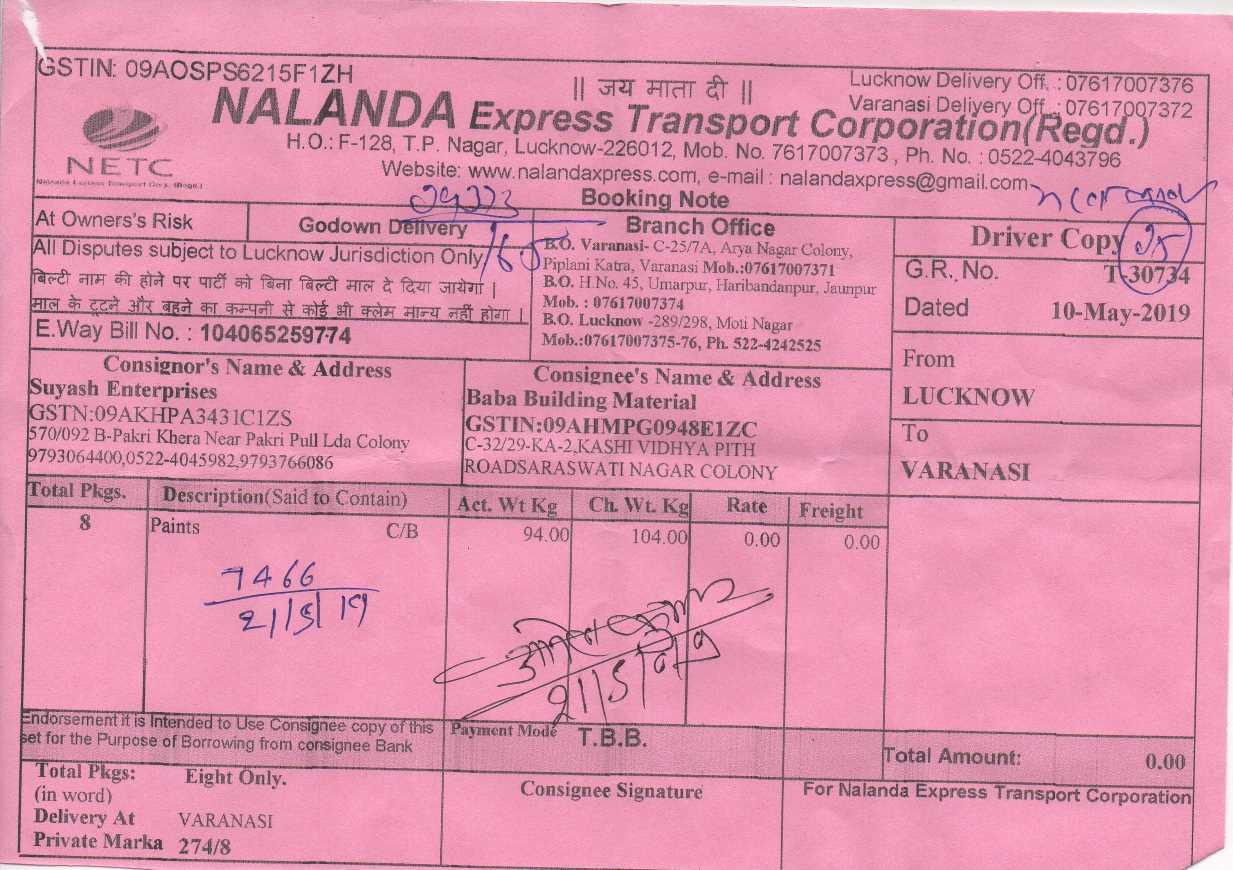 GSTIN: 09AOSPS6215F1ZH
|| जय माता दी ||
Lucknow Delivery Off. : 07617007376
Varanasi Delivery Off. : 07617007372
NALANDA Express Transport Corporation(Regd.)
NETC
Nalanda Express Transport Corp. (Regd.)
H.O.: F-128, T.P. Nagar, Lucknow-226012, Mob. No. 7617007373 , Ph. No. : 0522-4043796
Website: www.nalandaxpress.com, e-mail : nalandaxpress@gmail.com
Booking Note
At Owners's Risk
Godown Delivery
All Disputes subject to Lucknow Jurisdiction Only
बिल्टी नाम की होने पर पार्टी को बिना बिल्टी माल दे दिया जायेगा |
माल के टूटने और बहने का कम्पनी से कोई भी क्लेम मान्य नहीं होगा |
E.Way Bill No. : 104065259774
Branch Office
B.O. Varanasi- C-25/7A, Arya Nagar Colony,
Piplani Katra, Varanasi Mob.:07617007371
B.O. H.No. 45, Umarpur, Haribandanpur, Jaunpur
Mob. : 07617007374
B.O. Lucknow -289/298, Moti Nagar
Mob.:07617007375-76, Ph. 522-4242525
Driver Copy
25
G.R. No. T-30734
Dated 10-May-2019
From
LUCKNOW
To
VARANASI
Consignor's Name & Address
Suyash Enterprises
GSTN:09AKHPA3431C1ZS
570/092 B-Pakri Khera Near Pakri Pull Lda Colony
9793064400,0522-4045982,9793766086
Consignee's Name & Address
Baba Building Material
GSTIN:09AHMPG0948E1ZC
C-32/29-KA-2,KASHI VIDHYA PITH
ROADSARASWATI NAGAR COLONY
Total Pkgs. Description(Said to Contain) Act. Wt Kg Ch. Wt. Kg Rate Freight
8 Paints C/B 94.00 104.00 0.00 0.00
7466
21/5/19
21/5/2019
Endorsement it is Intended to Use Consignee copy of this
set for the Purpose of Borrowing from consignee Bank
Payment Mode T.B.B.
Total Amount: 0.00
Total Pkgs: Eight Only.
(in word)
Delivery At VARANASI
Private Marka 274/8
Consignee Signature
For Nalanda Express Transport Corporation